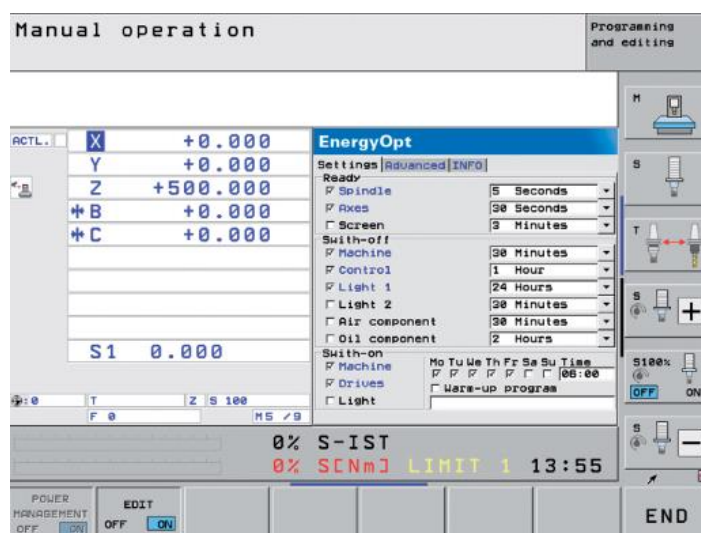 Manual operation
Programming
and editing
ACTL.
X +0.000
Y +0.000
Z +500.000
B +0.000
C +0.000
S1 0.000
:0 T Z S 100
F 0 M5 /9
EnergyOpt
Settings Advanced INFO
Ready
Spindle 5 Seconds
Axes 30 Seconds
Screen 3 Minutes
Swith-off
Machine 30 Minutes
Control 1 Hour
Light 1 24 Hours
Light 2 30 Minutes
Air component 30 Minutes
Oil component 2 Hours
Swith-on
Mo Tu We Th Fr Sa Su Time
Machine 06:00
Drives Warm-up program
Light
0% S-IST
0% S[Nm] LIMIT 1 13:55
M
S
T
S
+
S100%
OFF ON
S
-
POWER
MANAGEMENT
OFF ON
EDIT
OFF ON
END